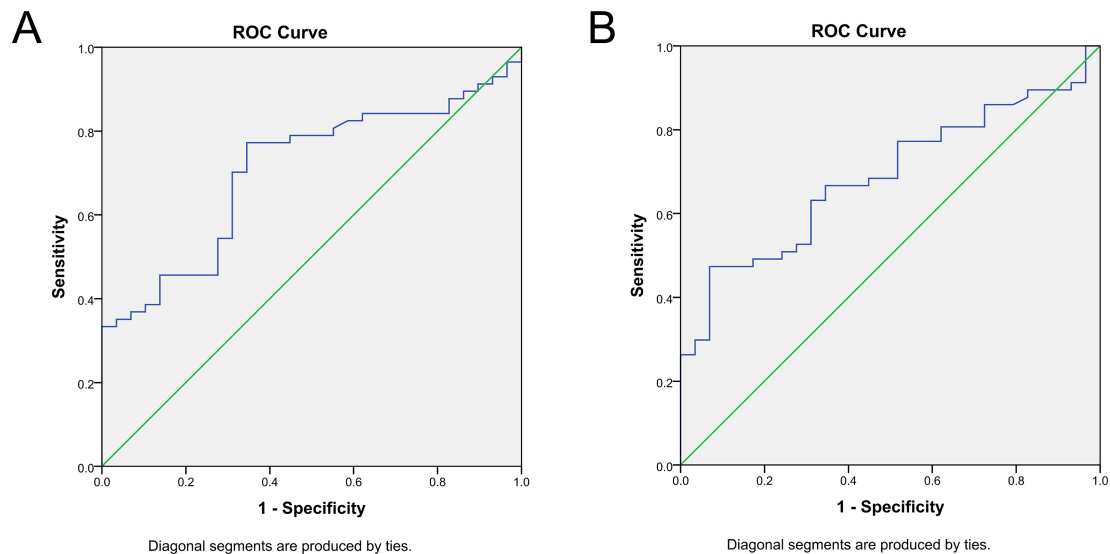 A
ROC Curve
1.0
0.8
0.6
0.4
0.2
0.0
Sensitivity
0.0 0.2 0.4 0.6 0.8 1.0
1 - Specificity
Diagonal segments are produced by ties.
B
ROC Curve
1.0
0.8
0.6
0.4
0.2
0.0
Sensitivity
0.0 0.2 0.4 0.6 0.8 1.0
1 - Specificity
Diagonal segments are produced by ties.